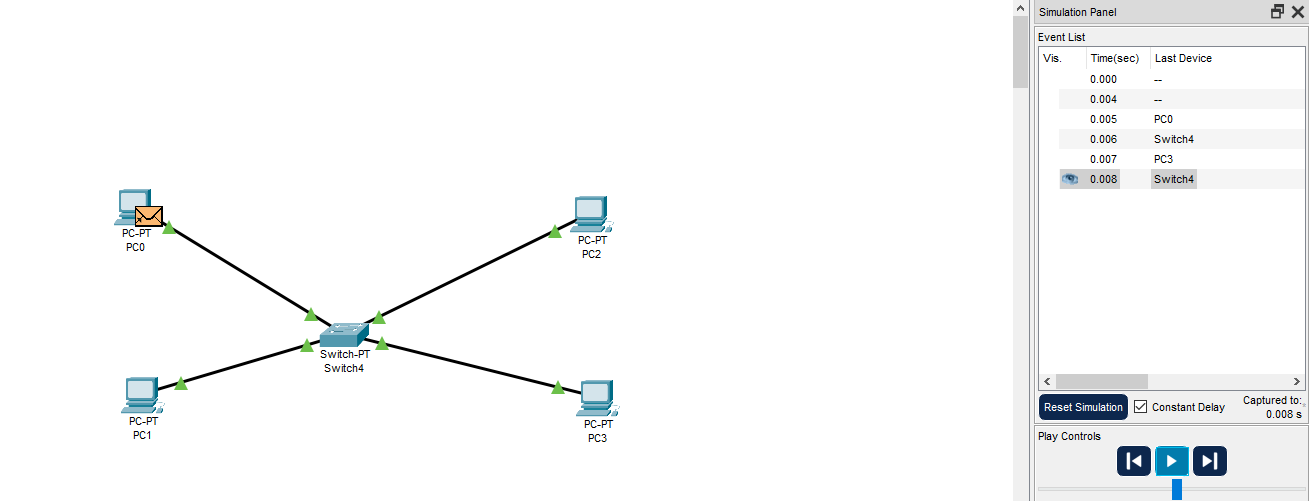 Simulation Panel
Event List
Vis. Time(sec) Last Device
0.000 --
0.004 --
0.005 PC0
0.006 Switch4
0.007 PC3
0.008 Switch4
PC-PT
PC0
PC-PT
PC2
Switch-PT
Switch4
PC-PT
PC1
PC-PT
PC3
Reset Simulation Constant Delay Captured to:
0.008 s
Play Controls